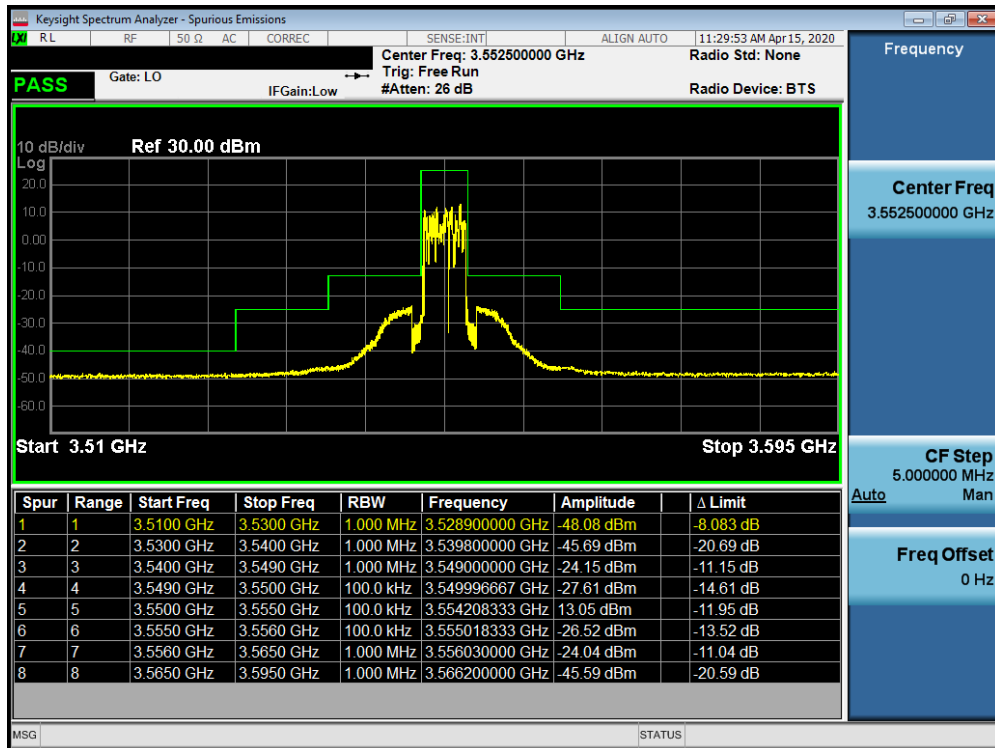 Keysight Spectrum Analyzer - Spurious Emissions
LXI RL RF 50 Ω AC CORREC SENSE:INT ALIGN AUTO 11:29:53 AM Apr 15, 2020
Center Freq: 3.552500000 GHz Radio Std: None
PASS Gate: LO Trig: Free Run
IFGain:Low #Atten: 26 dB Radio Device: BTS
10 dB/div Ref 30.00 dBm
Log
20.0
10.0
0.00
-10.0
-20.0
-30.0
-40.0
-50.0
-60.0
Start 3.51 GHz Stop 3.595 GHz
Spur Range Start Freq Stop Freq RBW Frequency Amplitude Δ Limit
1 1 3.5100 GHz 3.5300 GHz 1.000 MHz 3.528900000 GHz -48.08 dBm -8.083 dB
2 2 3.5300 GHz 3.5400 GHz 1.000 MHz 3.539800000 GHz -45.69 dBm -20.69 dB
3 3 3.5400 GHz 3.5490 GHz 1.000 MHz 3.549000000 GHz -24.15 dBm -11.15 dB
4 4 3.5490 GHz 3.5500 GHz 100.0 kHz 3.549996667 GHz -27.61 dBm -14.61 dB
5 5 3.5500 GHz 3.5550 GHz 100.0 kHz 3.554208333 GHz 13.05 dBm -11.95 dB
6 6 3.5550 GHz 3.5560 GHz 100.0 kHz 3.555018333 GHz -26.52 dBm -13.52 dB
7 7 3.5560 GHz 3.5650 GHz 1.000 MHz 3.556030000 GHz -24.04 dBm -11.04 dB
8 8 3.5650 GHz 3.5950 GHz 1.000 MHz 3.566200000 GHz -45.59 dBm -20.59 dB
MSG STATUS
Frequency
Center Freq
3.552500000 GHz
CF Step
5.000000 MHz
Auto Man
Freq Offset
0 Hz